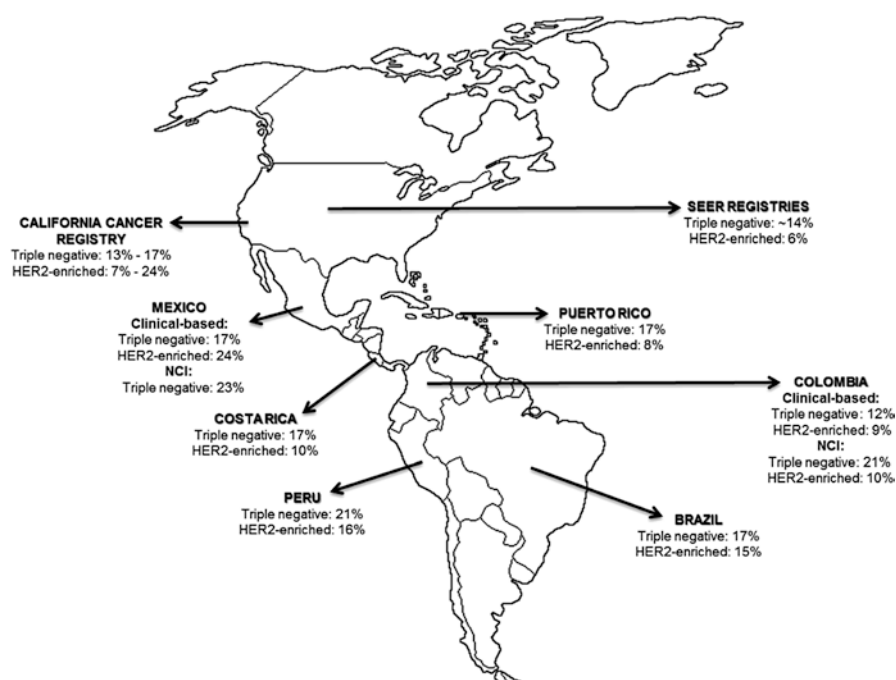 CALIFORNIA CANCER
REGISTRY
Triple negative: 13% - 17%
HER2-enriched: 7% - 24%
SEER REGISTRIES
Triple negative: ~14%
HER2-enriched: 6%
MEXICO
Clinical-based:
Triple negative: 17%
HER2-enriched: 24%
NCI:
Triple negative: 23%
PUERTO RICO
Triple negative: 17%
HER2-enriched: 8%
COLOMBIA
Clinical-based:
Triple negative: 12%
HER2-enriched: 9%
NCI:
Triple negative: 21%
HER2-enriched: 10%
COSTA RICA
Triple negative: 17%
HER2-enriched: 10%
PERU
Triple negative: 21%
HER2-enriched: 16%
BRAZIL
Triple negative: 17%
HER2-enriched: 15%